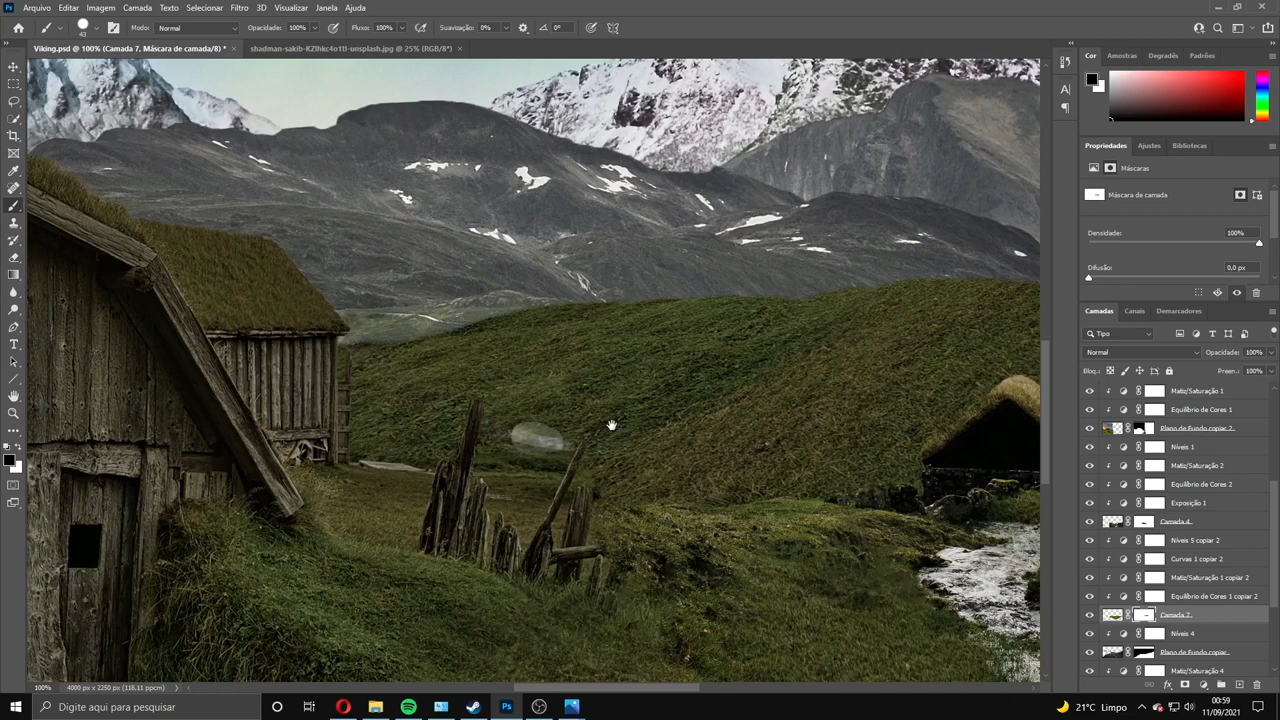 Arquivo Editar Imagem Camada Texto Selecionar Filtro 3D Visualizar Janela Ajuda
43 Modo: Normal Opacidade: 100% Fluxo: 100% Suavização: 0% 0°
Viking.psd @ 100% (Camada 7, Máscara de camada/8) * × shadman-sakib-KZlhkc4o1tI-unsplash.jpg @ 25% (RGB/8*) ×
Cor Amostras Degradês Padrões
Propriedades Ajustes Bibliotecas
Máscaras
Máscara de camada
Densidade: 100%
Difusão: 0,0 px
Camadas Canais Demarcadores
Tipo
Normal Opacidade: 100%
Bloq.: Preen.: 100%
Matiz/Saturação 1
Equilíbrio de Cores 1
Plano de Fundo copiar 2
Níveis 1
Matiz/Saturação 2
Equilíbrio de Cores 2
Exposição 1
Camada 4
Níveis 5 copiar 2
Curvas 1 copiar 2
Matiz/Saturação 1 copiar 2
Equilíbrio de Cores 1 copiar 2
Camada 7
Níveis 4
Plano de Fundo copiar
Matiz/Saturação 4
100% 4000 px x 2250 px (118,11 ppcm)
Digite aqui para pesquisar
21°C Limpo
00:59
11/09/2021